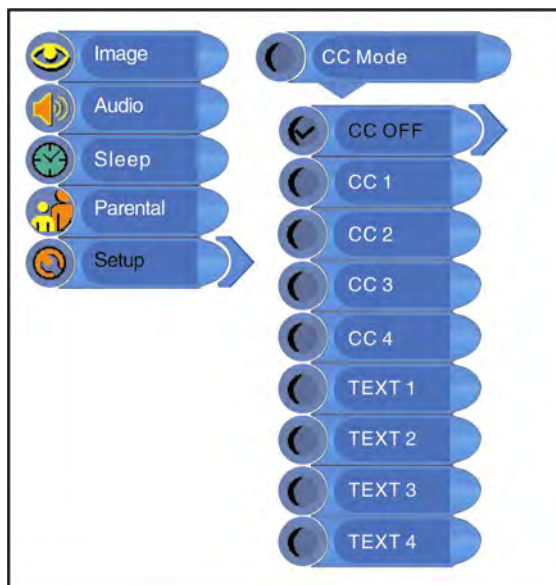 Image
Audio
Sleep
Parental
Setup
CC Mode
CC OFF
CC 1
CC 2
CC 3
CC 4
TEXT 1
TEXT 2
TEXT 3
TEXT 4